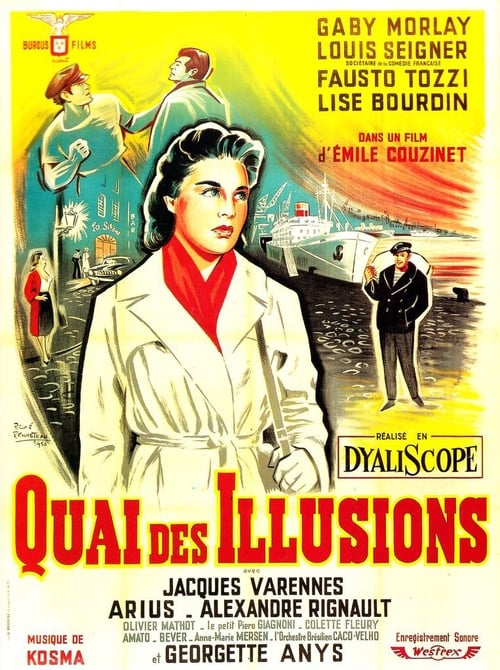 BURGUS FILMS
GABY MORLAY
LOUIS SEIGNER
SOCIÉTAIRE DE LA COMÉDIE FRANÇAISE
FAUSTO TOZZI
LISE BOURDIN
DANS UN FILM
D'ÉMILE COUZINET
La Sirène
BAR
RÉALISÉ EN
DYALISCOPE
QUAI DES ILLUSIONS
avec
JACQUES VARENNES
ARIUS - ALEXANDRE RIGNAULT
OLIVIER MATHOT - le petit Piero GIAGNONI - COLETTE FLEURY
AMATO - BEVER - Anne-Marie MERSEN - l'Orchestre Brésilien CACO-VELHO
et GEORGETTE ANYS
MUSIQUE DE
KOSMA
Enregistrement Sonore
Westrex